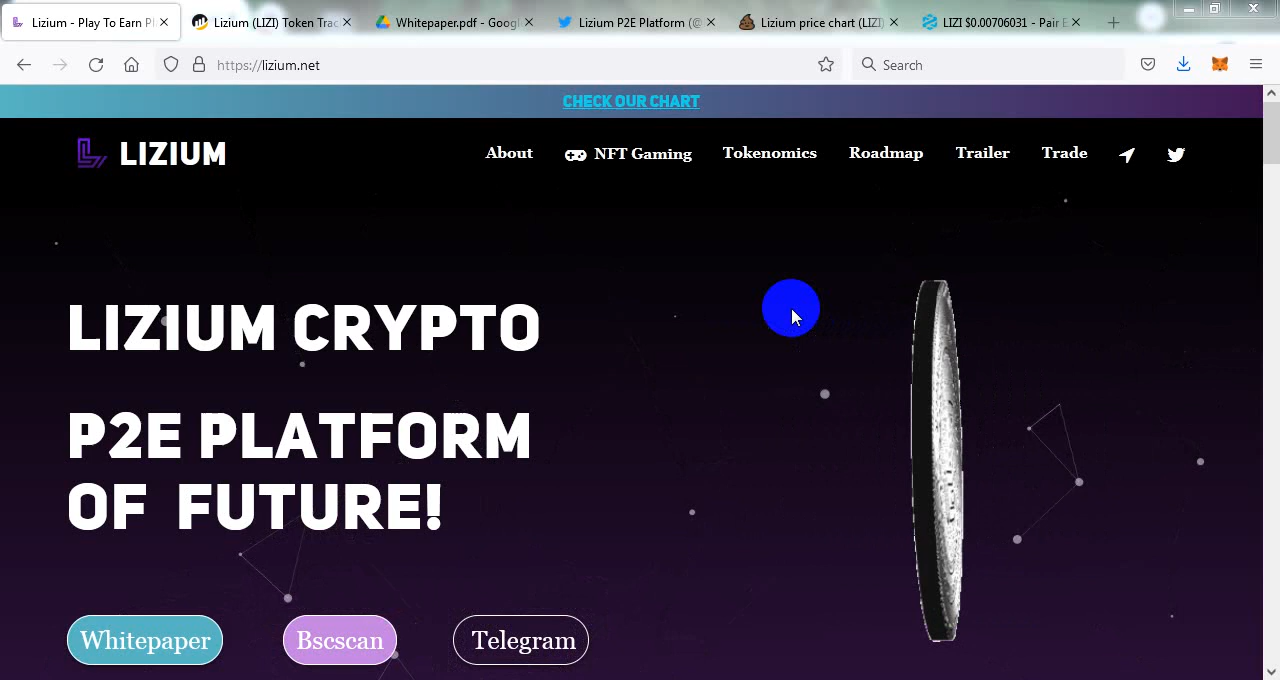 Lizium - Play To Earn Pl
Lizium (LIZI) Token Trac
Whitepaper.pdf - Googl
Lizium P2E Platform (@
Lizium price chart (LIZI)
LIZI $0.00706031 - Pair E
https://lizium.net
Search
CHECK OUR CHART
LIZIUM
About
NFT Gaming
Tokenomics
Roadmap
Trailer
Trade
LIZIUM CRYPTO
P2E PLATFORM
OF FUTURE!
Whitepaper
Bscscan
Telegram